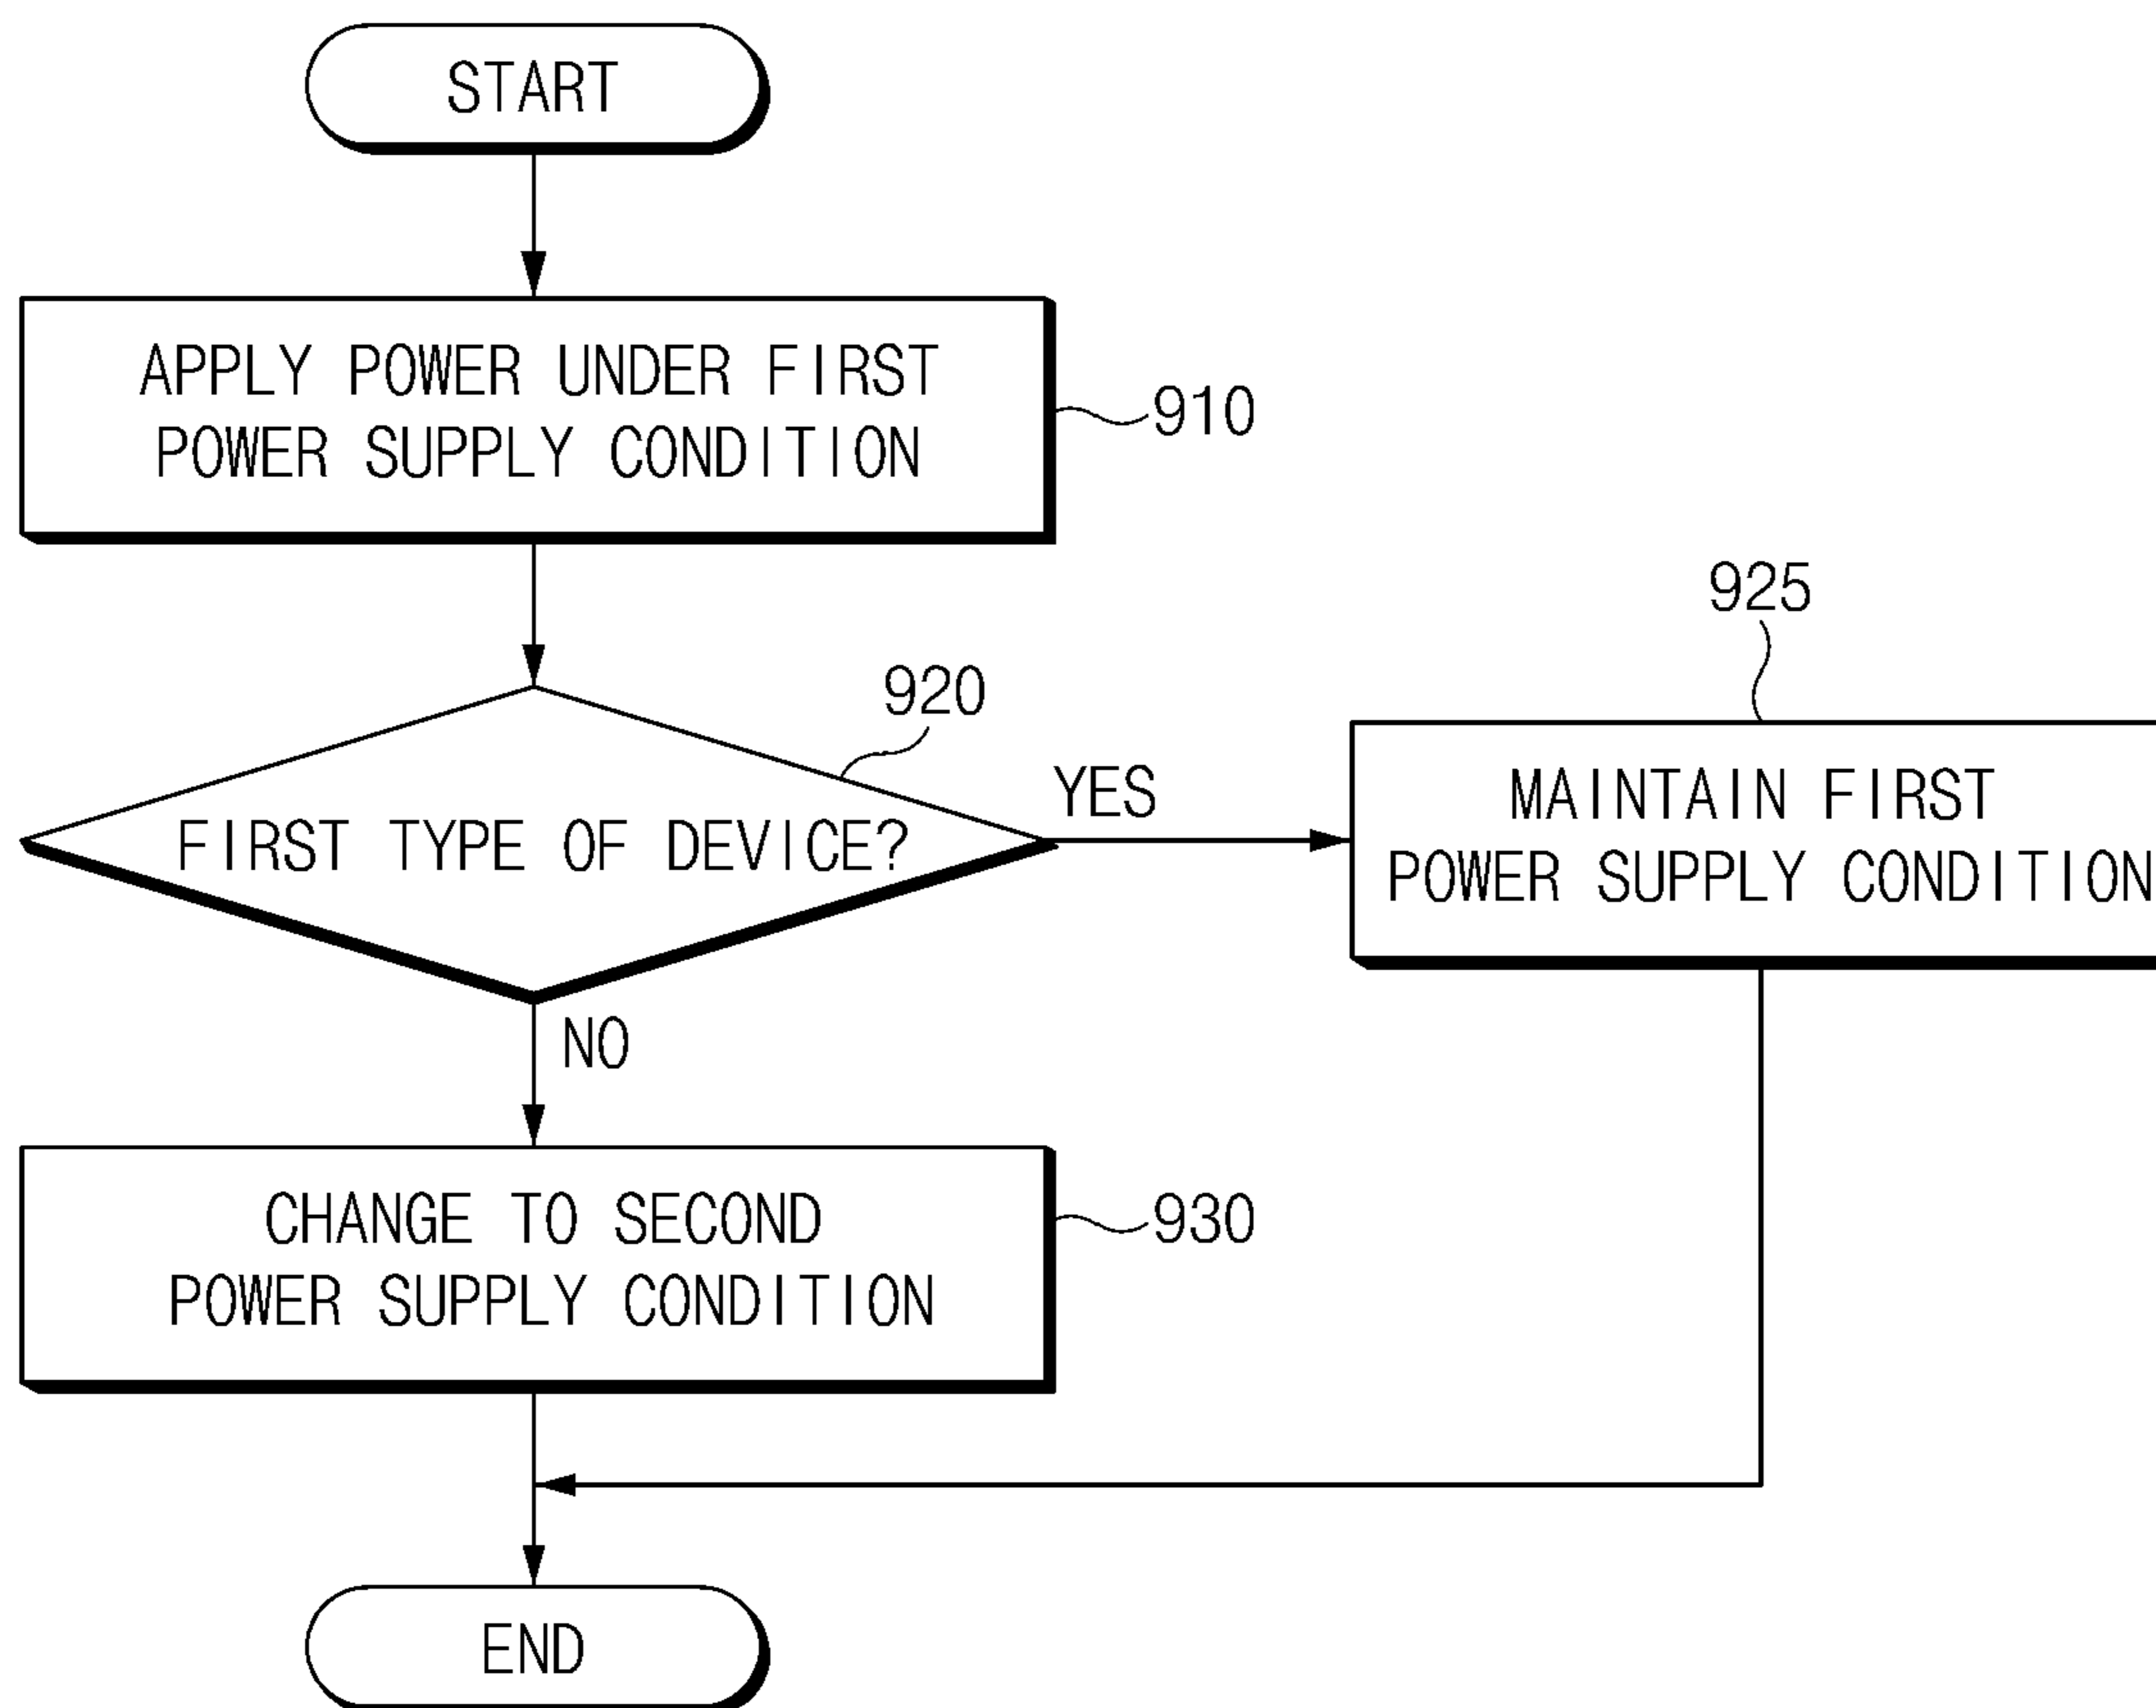 START
APPLY POWER UNDER FIRST
POWER SUPPLY CONDITION
910
925
920
YES
FIRST TYPE OF DEVICE?
MAINTAIN FIRST
POWER SUPPLY CONDITION
NO
CHANGE TO SECOND
POWER SUPPLY CONDITION
930
END